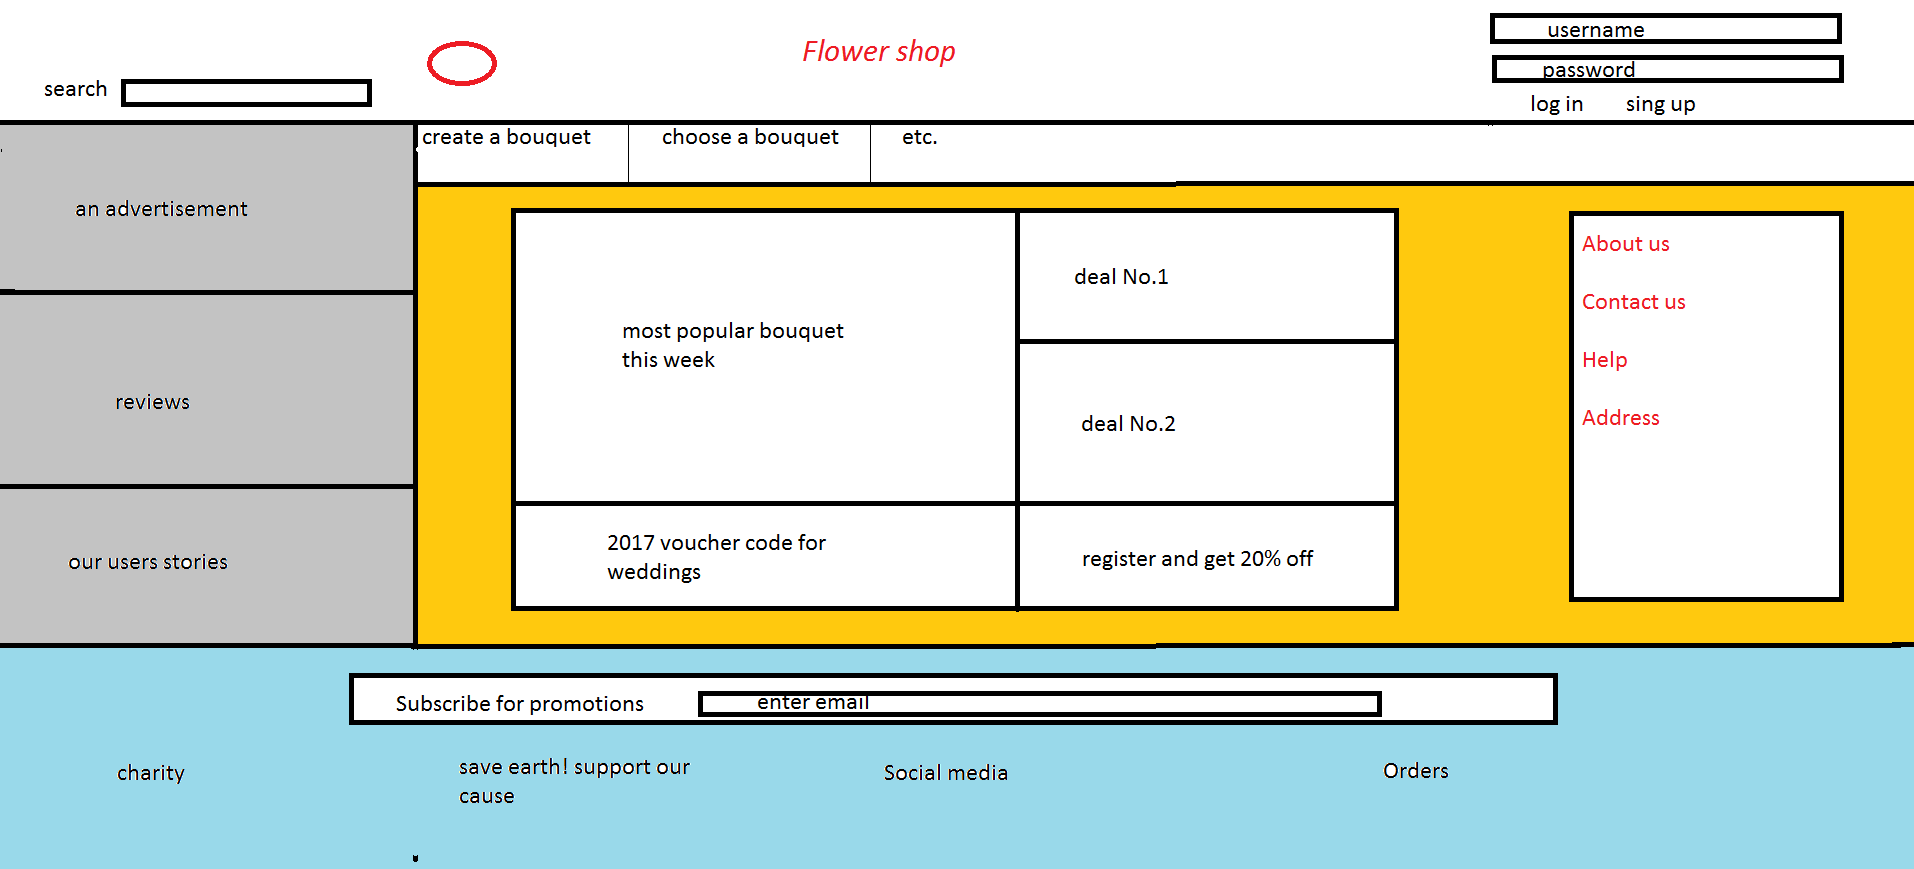 Flower shop
username
password
search
log in
sing up
create a bouquet
choose a bouquet
etc.
an advertisement
reviews
our users stories
most popular bouquet
this week
deal No.1
deal No.2
2017 voucher code for
weddings
register and get 20% off
About us
Contact us
Help
Address
Subscribe for promotions
enter email
charity
save earth! support our
cause
Social media
Orders